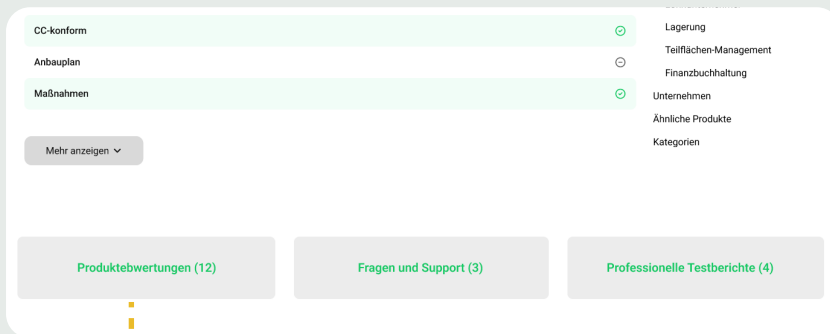 CC-konform
Anbauplan
Maßnahmen
Mehr anzeigen
Lagerung
Teilflächen-Management
Finanzbuchhaltung
Unternehmen
Ähnliche Produkte
Kategorien
Produktebwertungen (12)
Fragen und Support (3)
Professionelle Testberichte (4)